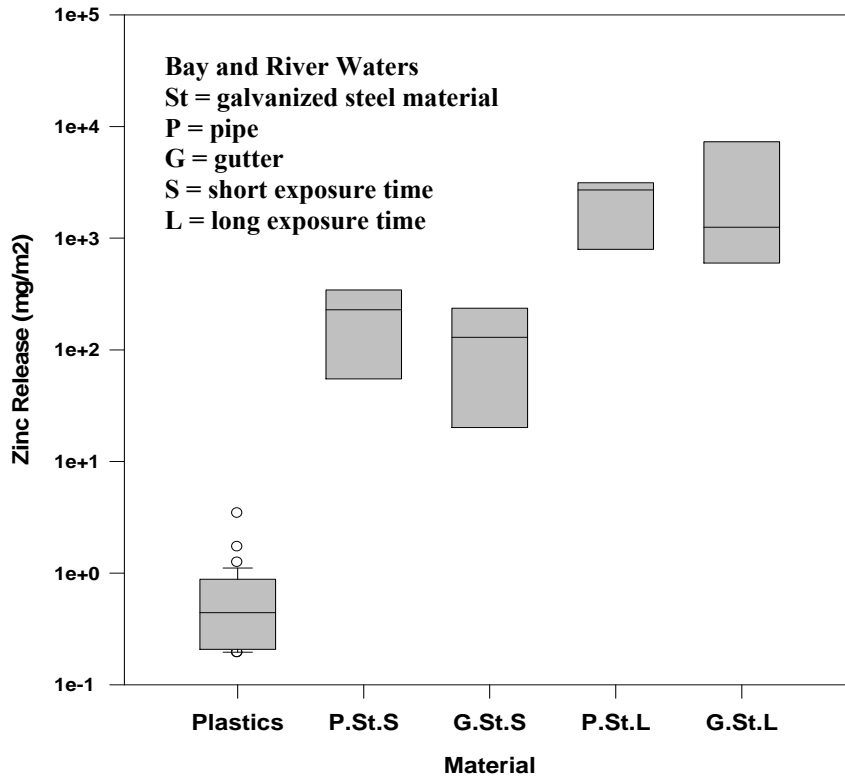 1e+5
Bay and River Waters
St = galvanized steel material
P = pipe
G = gutter
S = short exposure time
L = long exposure time
1e+4
1e+3
1e+2
1e+1
1e+0
1e-1
Zinc Release (mg/m2)
Plastics P.St.S G.St.S P.St.L G.St.L
Material